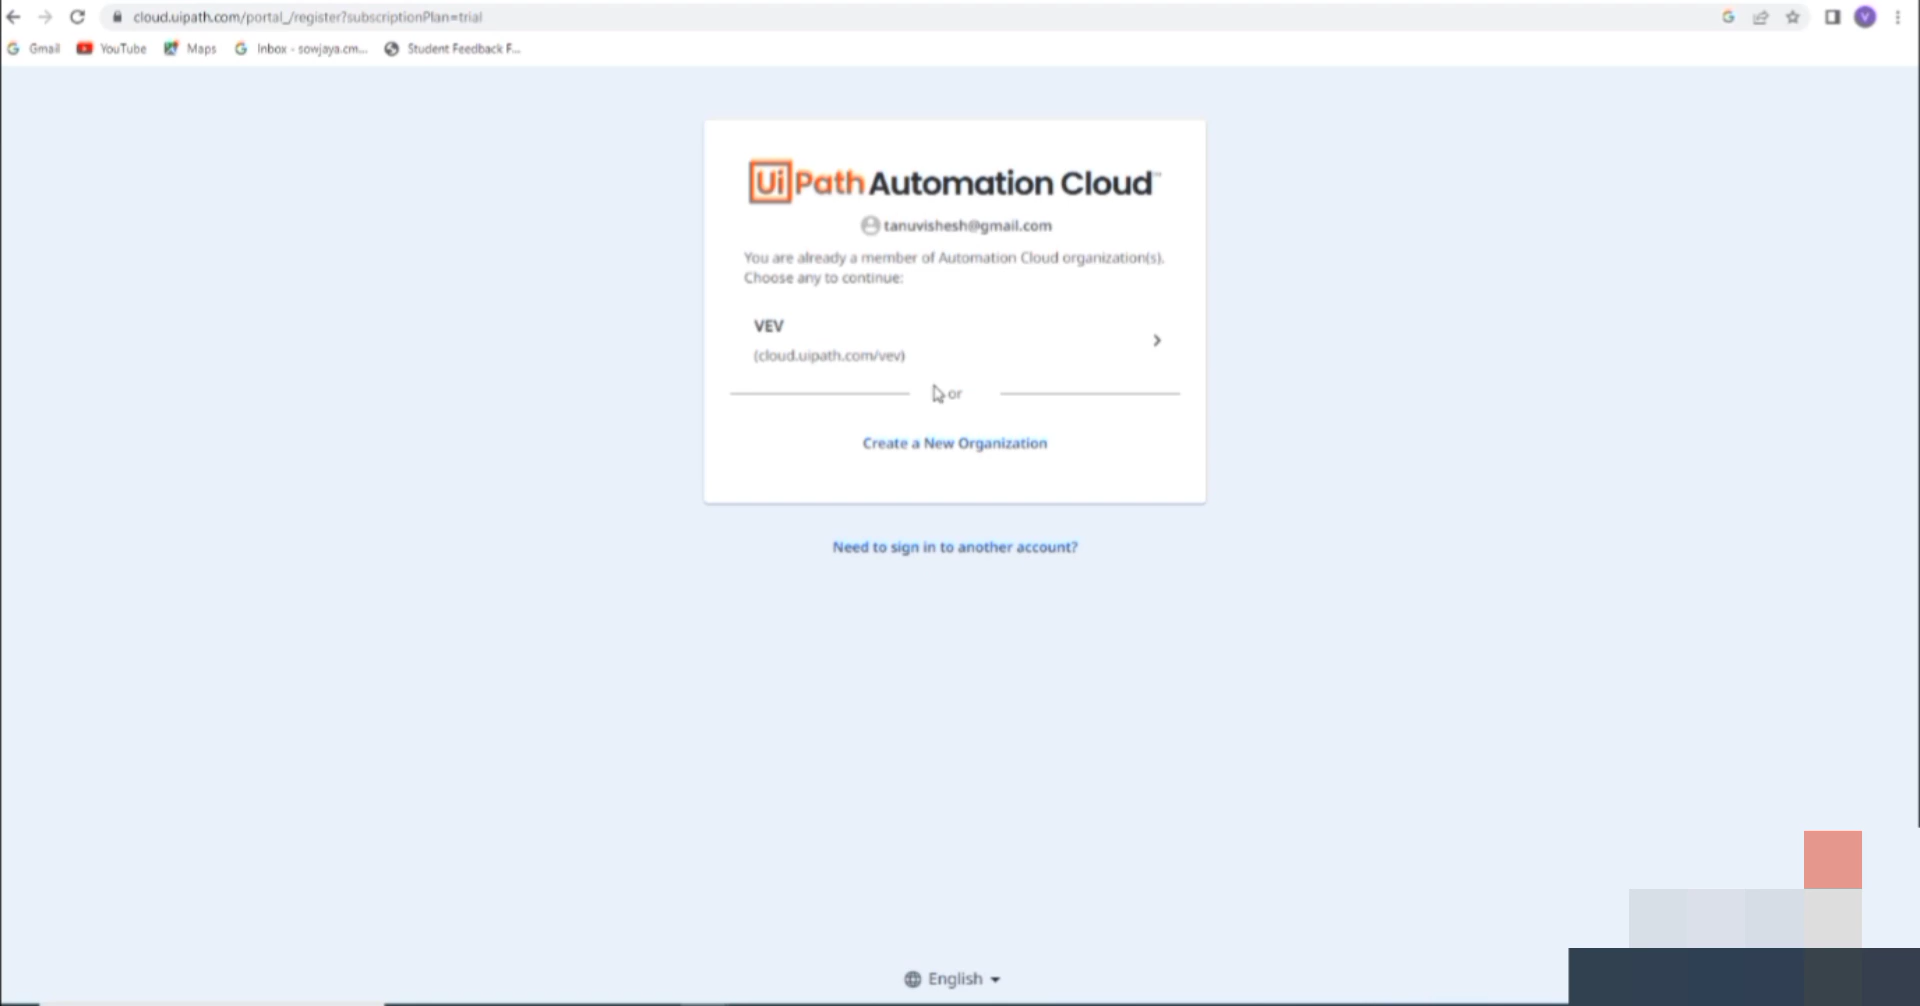 cloud.uipath.com/portal_/register?subscriptionPlan=trial
G
V
Gmail YouTube Maps Inbox - sowjaya.cm... Student Feedback F...
UiPath Automation Cloud™
tanuvishesh@gmail.com
You are already a member of Automation Cloud organization(s).
Choose any to continue:
VEV
(cloud.uipath.com/vev)
or
Create a New Organization
Need to sign in to another account?
English